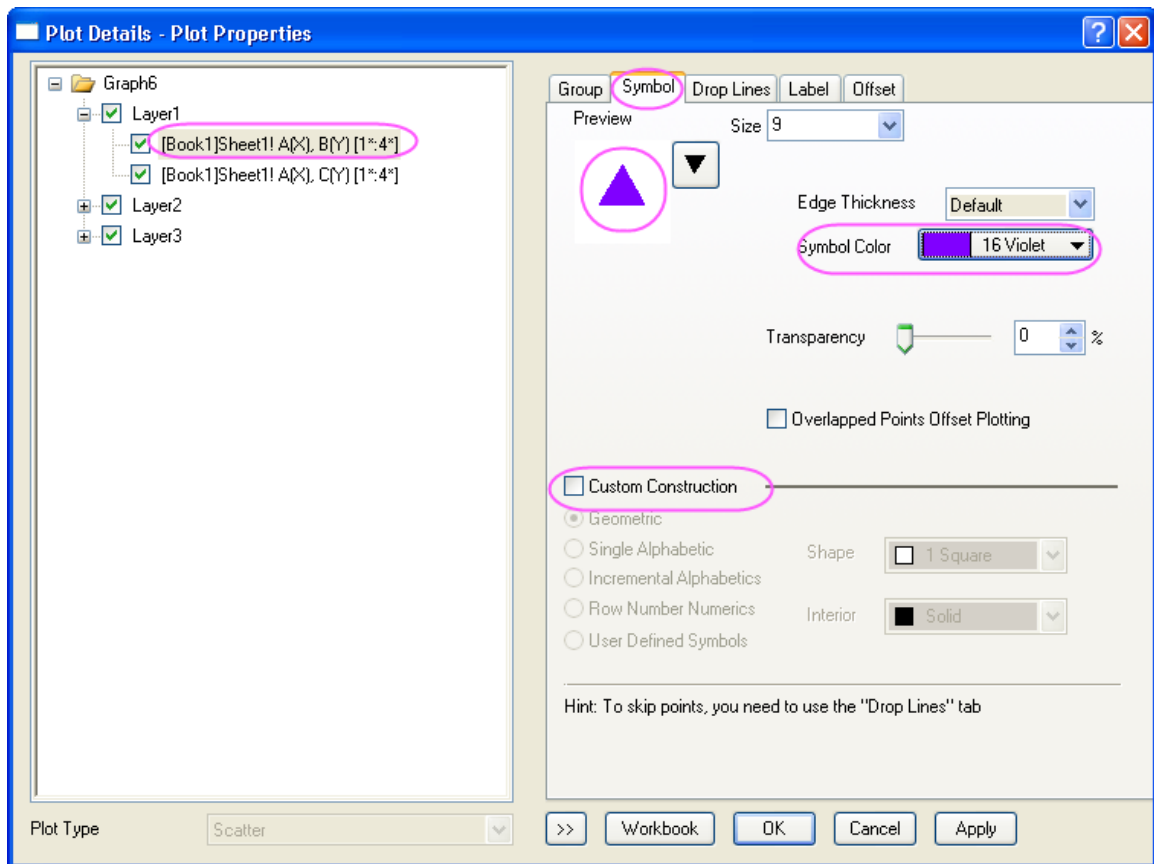 Plot Details - Plot Properties
Graph6
Layer1
[Book1]Sheet1! A(X), B(Y) [1*:4*]
[Book1]Sheet1! A(X), C(Y) [1*:4*]
Layer2
Layer3
Group Symbol Drop Lines Label Offset
Preview
Size 9
Edge Thickness Default
Symbol Color 16 Violet
Transparency 0 %
Overlapped Points Offset Plotting
Custom Construction
Geometric
Single Alphabetic
Shape 1 Square
Incremental Alphabetics
Row Number Numerics
Interior Solid
User Defined Symbols
Hint: To skip points, you need to use the "Drop Lines" tab
Plot Type Scatter
>> Workbook OK Cancel Apply